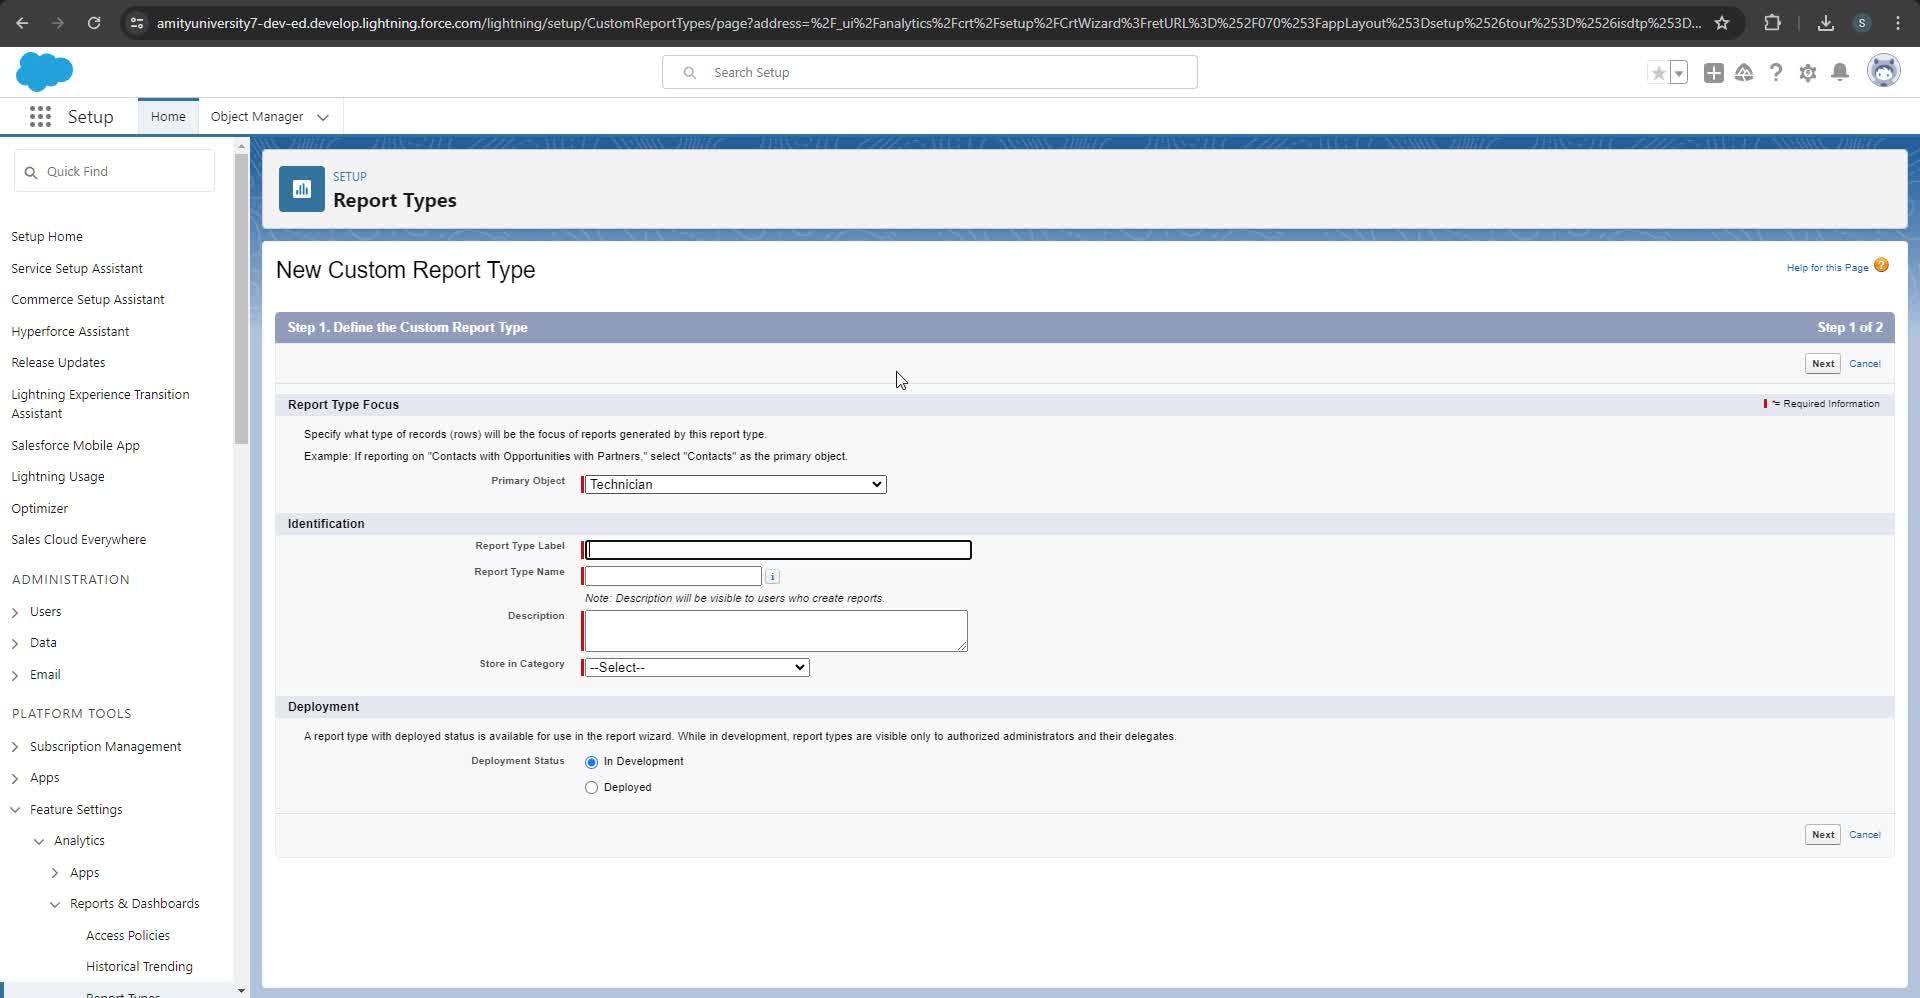 amityuniversity7-dev-ed.develop.lightning.force.com/lightning/setup/CustomReportTypes/page?address=%2F_ui%2Fanalytics%2Fcrt%2Fsetup%2FCrtWizard%3FretURL%3D%252F070%253FappLayout%253Dsetup%2526tour%253D%2526isdtp%253D...
S
Search Setup
Setup
Home
Object Manager
Quick Find
SETUP
Report Types
Setup Home
Service Setup Assistant
Commerce Setup Assistant
Hyperforce Assistant
Release Updates
Lightning Experience Transition
Assistant
Salesforce Mobile App
Lightning Usage
Optimizer
Sales Cloud Everywhere
ADMINISTRATION
Users
Data
Email
PLATFORM TOOLS
Subscription Management
Apps
Feature Settings
Analytics
Apps
Reports & Dashboards
Access Policies
Historical Trending
Report Types
New Custom Report Type
Help for this Page ?
Step 1. Define the Custom Report Type
Step 1 of 2
Next Cancel
Report Type Focus
*= Required Information
Specify what type of records (rows) will be the focus of reports generated by this report type.
Example: If reporting on "Contacts with Opportunities with Partners," select "Contacts" as the primary object.
Primary Object Technician
Identification
Report Type Label
Report Type Name i
Note: Description will be visible to users who create reports.
Description
Store in Category --Select--
Deployment
A report type with deployed status is available for use in the report wizard. While in development, report types are visible only to authorized administrators and their delegates.
Deployment Status In Development
Deployed
Next Cancel